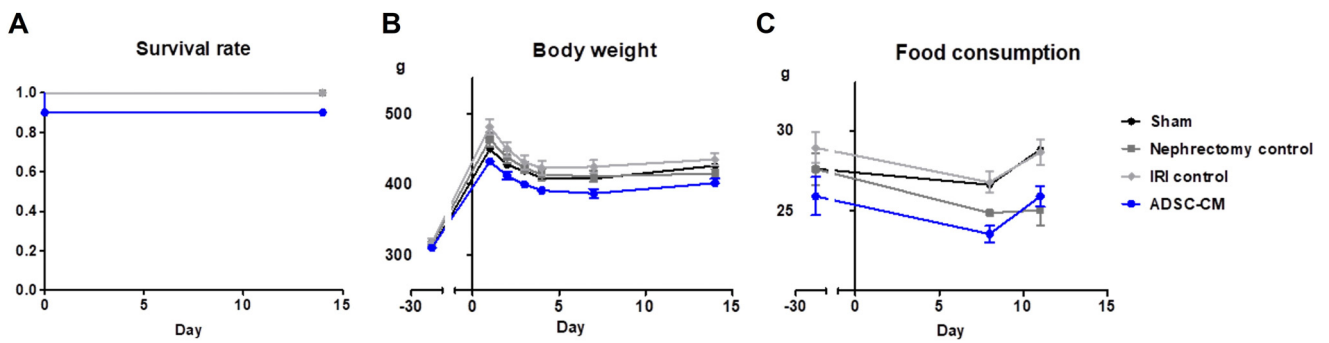 A
Survival rate
1.0
0.8
0.6
0.4
0.2
0.0
0 5 10 15
Day
B
Body weight
g
500
400
300
-30 0 5 10 15
Day
C
Food consumption
g
30
25
-30 0 5 10 15
Day
Sham
Nephrectomy control
IRI control
ADSC-CM